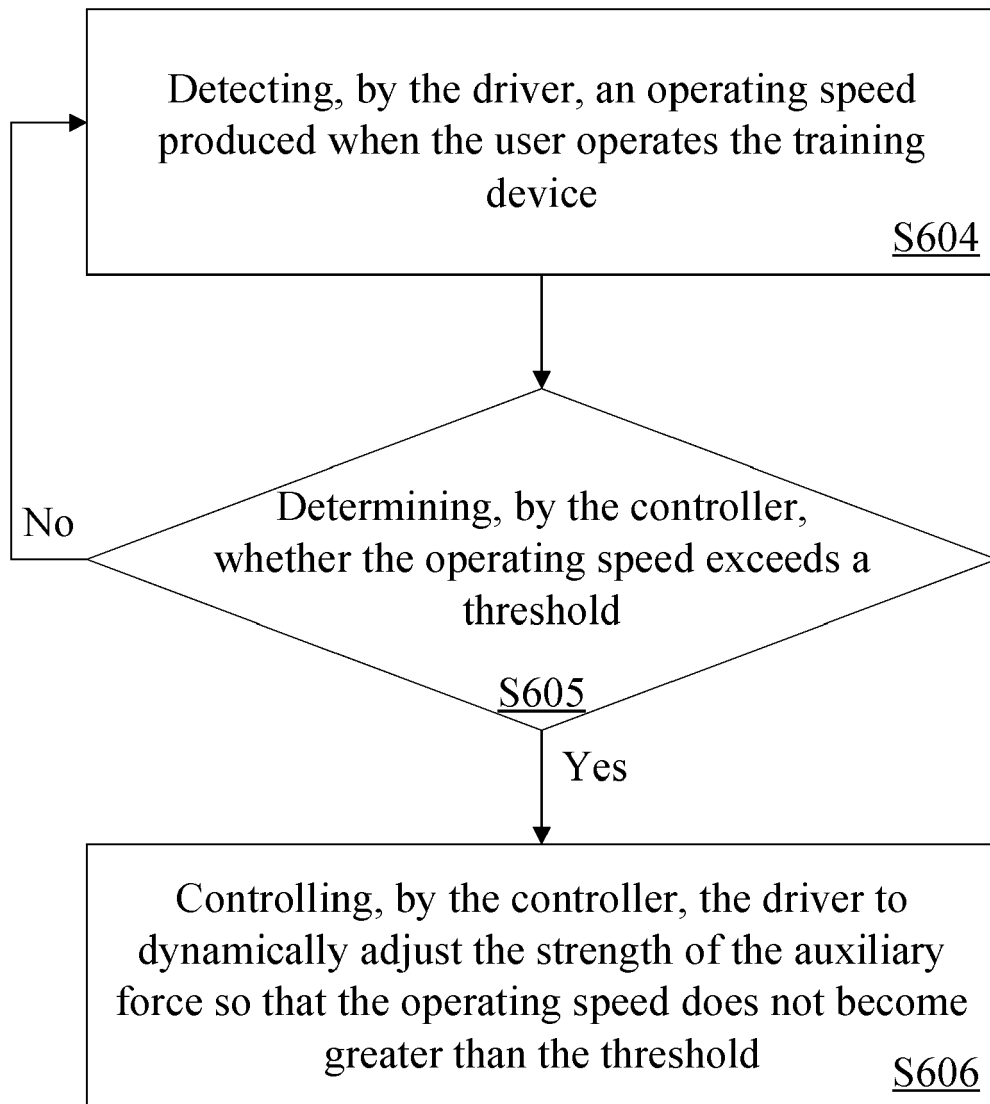 Detecting, by the driver, an operating speed
produced when the user operates the training
device
S604
No
Determining, by the controller,
whether the operating speed exceeds a
threshold
S605
Yes
Controlling, by the controller, the driver to
dynamically adjust the strength of the auxiliary
force so that the operating speed does not become
greater than the threshold
S606